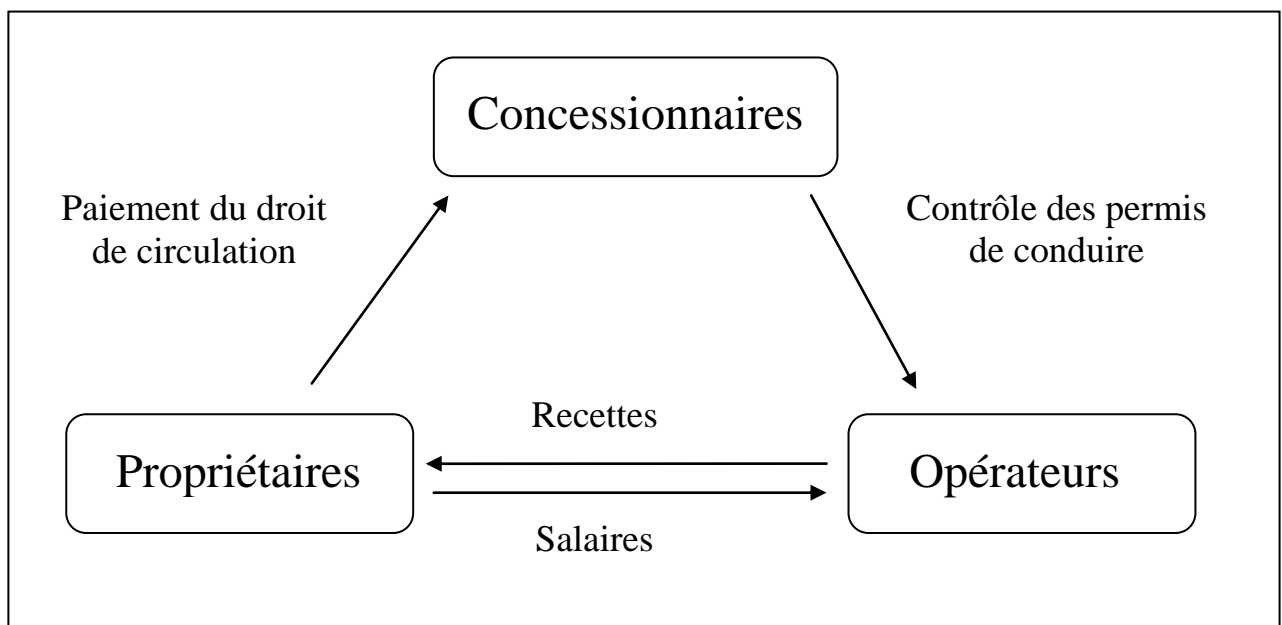 Concessionnaires
Paiement du droit
de circulation
Contrôle des permis
de conduire
Recettes
Propriétaires
Opérateurs
Salaires